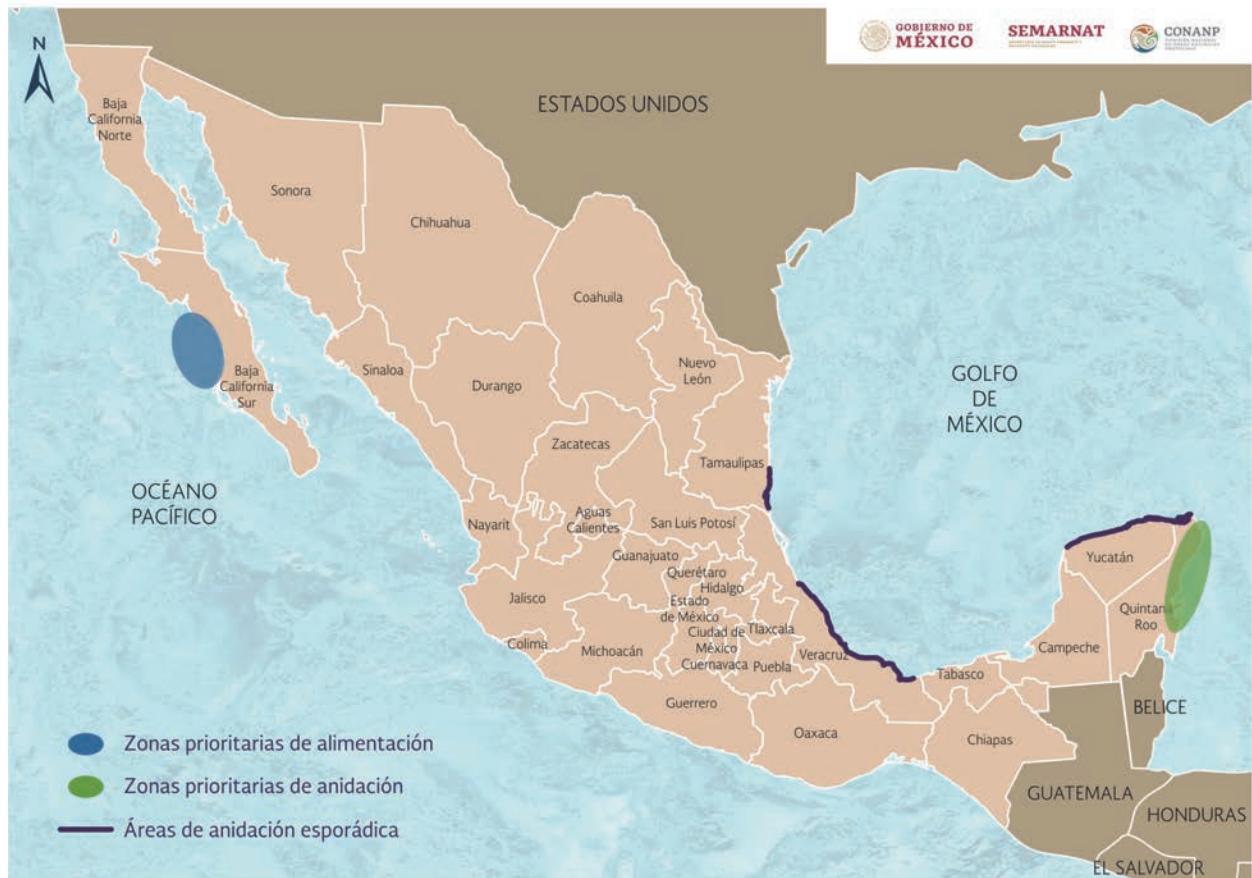 N
GOBIERNO DE
MÉXICO
SEMARNAT
CONANP
ESTADOS UNIDOS
Baja
California
Norte
Sonora
Chihuahua
Coahuila
Nuevo
León
Sinaloa
Durango
Baja
California
Sur
GOLFO
DE
MÉXICO
Zacatecas
Tamaulipas
OCÉANO
PACÍFICO
Nayarit
Aguas
Calientes
San Luis Potosí
Guanajuato
Querétaro
Hidalgo
Yucatán
Jalisco
Estado
de México
Tlaxcala
Quintana
Roo
Colima
Michoacán
Ciudad de
México
Cuernavaca
Puebla
Veracruz
Campeche
Tabasco
Guerrero
Oaxaca
Chiapas
BELICE
GUATEMALA
HONDURAS
EL SALVADOR
Zonas prioritarias de alimentación
Zonas prioritarias de anidación
Áreas de anidación esporádica